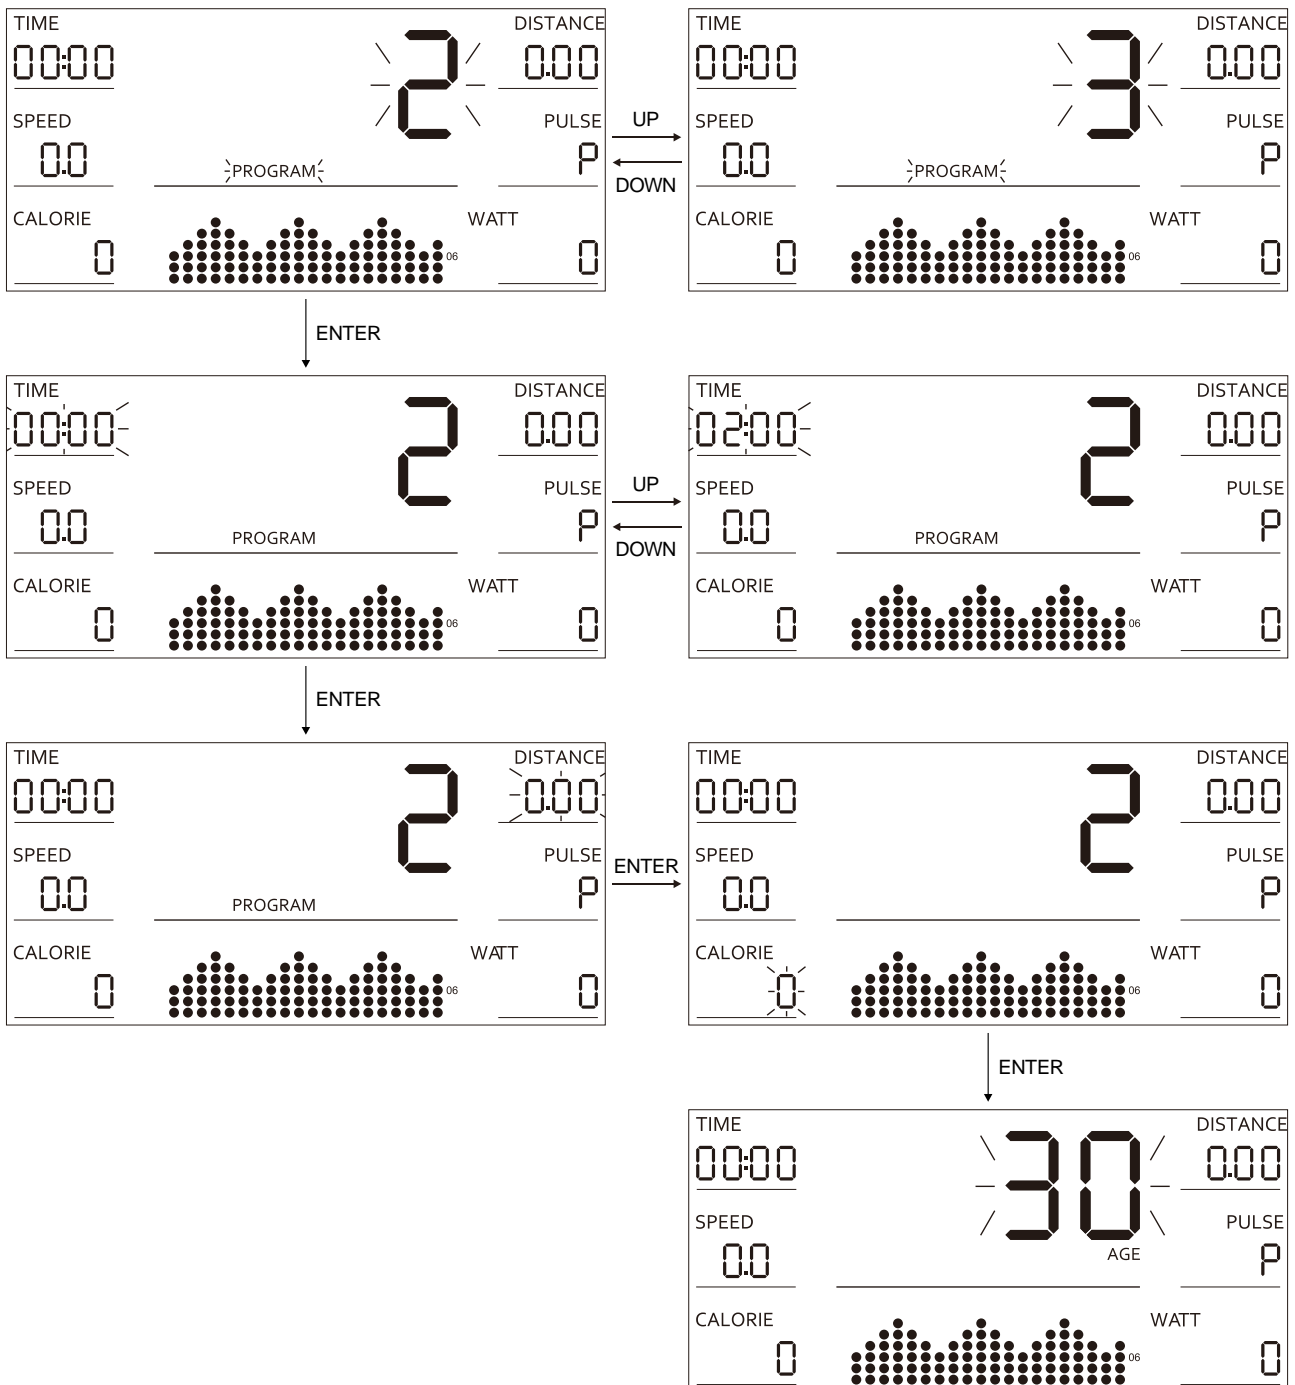 TIME 2 DISTANCE
00:00 0.00
SPEED PULSE
0.0 P
PROGRAM
CALORIE WATT
0 06 0
UP
DOWN
TIME 3 DISTANCE
00:00 0.00
SPEED PULSE
0.0 P
PROGRAM
CALORIE WATT
0 06 0
ENTER
TIME 2 DISTANCE
00:00 0.00
SPEED PULSE
0.0 P
PROGRAM
CALORIE WATT
0 06 0
UP
DOWN
TIME 2 DISTANCE
02:00 0.00
SPEED PULSE
0.0 P
PROGRAM
CALORIE WATT
0 06 0
ENTER
TIME 2 DISTANCE
00:00 0.00
SPEED PULSE
0.0 P
PROGRAM
CALORIE WATT
0 06 0
ENTER
TIME 2 DISTANCE
00:00 0.00
SPEED PULSE
0.0 P
CALORIE WATT
0 06 0
ENTER
TIME 30 DISTANCE
00:00 0.00
SPEED PULSE
AGE
0.0 P
CALORIE WATT
0 06 0